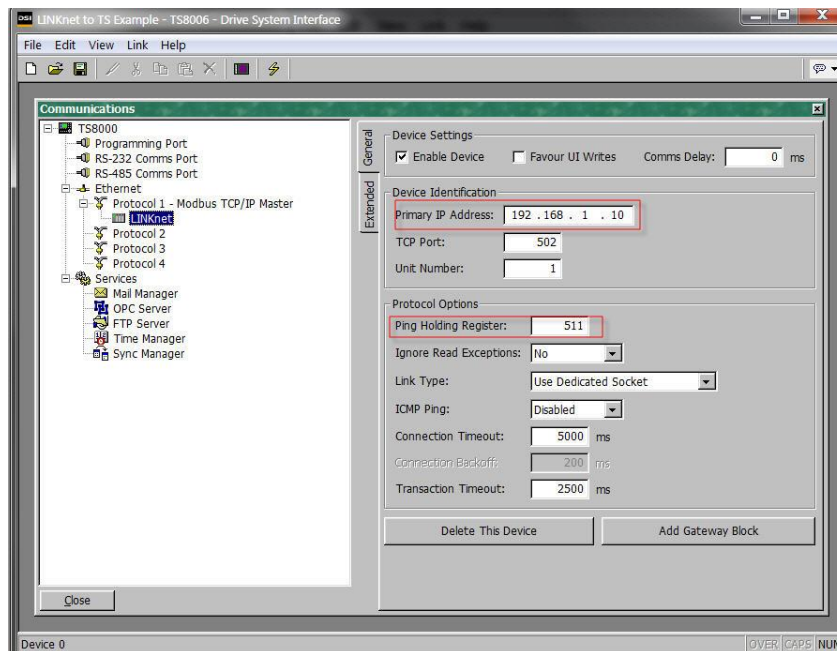 DSI LINKnet to TS Example - TS8006 - Drive System Interface
File Edit View Link Help
Communications
TS8000
Programming Port
RS-232 Comms Port
RS-485 Comms Port
Ethernet
Protocol 1 - Modbus TCP/IP Master
LINKnet
Protocol 2
Protocol 3
Protocol 4
Services
Mail Manager
OPC Server
FTP Server
Time Manager
Sync Manager
Close
General
Extended
Device Settings
Enable Device Favour UI Writes Comms Delay: 0 ms
Device Identification
Primary IP Address: 192 . 168 . 1 . 10
TCP Port: 502
Unit Number: 1
Protocol Options
Ping Holding Register: 511
Ignore Read Exceptions: No
Link Type: Use Dedicated Socket
ICMP Ping: Disabled
Connection Timeout: 5000 ms
Connection Backoff: 200 ms
Transaction Timeout: 2500 ms
Delete This Device Add Gateway Block
Device 0 OVER CAPS NUM